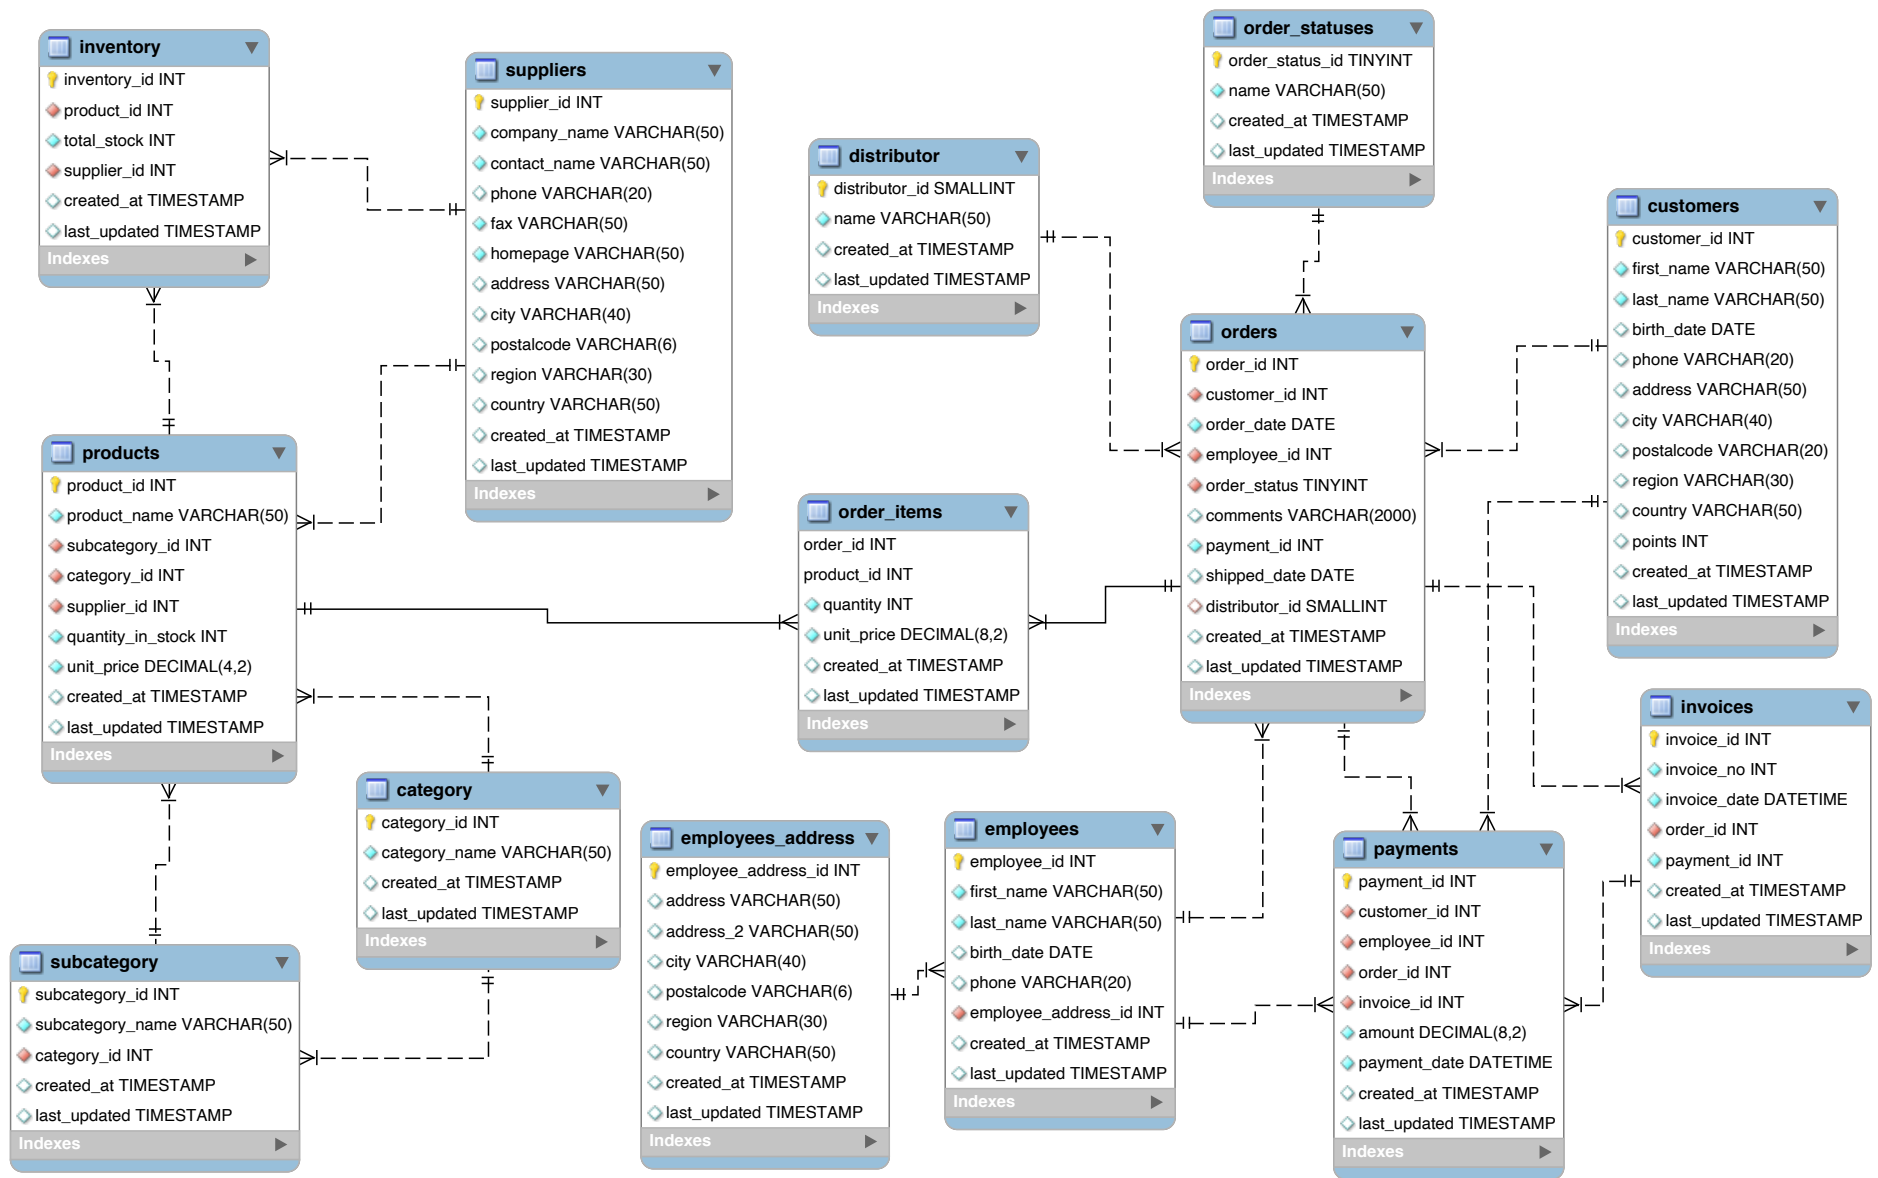 inventory
inventory_id INT
product_id INT
total_stock INT
supplier_id INT
created_at TIMESTAMP
last_updated TIMESTAMP
Indexes
suppliers
supplier_id INT
company_name VARCHAR(50)
contact_name VARCHAR(50)
phone VARCHAR(20)
fax VARCHAR(50)
homepage VARCHAR(50)
address VARCHAR(50)
city VARCHAR(40)
postalcode VARCHAR(6)
region VARCHAR(30)
country VARCHAR(50)
created_at TIMESTAMP
last_updated TIMESTAMP
Indexes
distributor
distributor_id SMALLINT
name VARCHAR(50)
created_at TIMESTAMP
last_updated TIMESTAMP
Indexes
order_statuses
order_status_id TINYINT
name VARCHAR(50)
created_at TIMESTAMP
last_updated TIMESTAMP
Indexes
customers
customer_id INT
first_name VARCHAR(50)
last_name VARCHAR(50)
birth_date DATE
phone VARCHAR(20)
address VARCHAR(50)
city VARCHAR(40)
postalcode VARCHAR(20)
region VARCHAR(30)
country VARCHAR(50)
points INT
created_at TIMESTAMP
last_updated TIMESTAMP
Indexes
orders
order_id INT
customer_id INT
order_date DATE
employee_id INT
order_status TINYINT
comments VARCHAR(2000)
payment_id INT
shipped_date DATE
distributor_id SMALLINT
created_at TIMESTAMP
last_updated TIMESTAMP
Indexes
products
product_id INT
product_name VARCHAR(50)
subcategory_id INT
category_id INT
supplier_id INT
quantity_in_stock INT
unit_price DECIMAL(4,2)
created_at TIMESTAMP
last_updated TIMESTAMP
Indexes
order_items
order_id INT
product_id INT
quantity INT
unit_price DECIMAL(8,2)
created_at TIMESTAMP
last_updated TIMESTAMP
Indexes
invoices
invoice_id INT
invoice_no INT
invoice_date DATETIME
order_id INT
payment_id INT
created_at TIMESTAMP
last_updated TIMESTAMP
Indexes
category
category_id INT
category_name VARCHAR(50)
created_at TIMESTAMP
last_updated TIMESTAMP
Indexes
employees_address
employee_address_id INT
address VARCHAR(50)
address_2 VARCHAR(50)
city VARCHAR(40)
postalcode VARCHAR(6)
region VARCHAR(30)
country VARCHAR(50)
created_at TIMESTAMP
last_updated TIMESTAMP
Indexes
employees
employee_id INT
first_name VARCHAR(50)
last_name VARCHAR(50)
birth_date DATE
phone VARCHAR(20)
employee_address_id INT
created_at TIMESTAMP
last_updated TIMESTAMP
Indexes
payments
payment_id INT
customer_id INT
employee_id INT
order_id INT
invoice_id INT
amount DECIMAL(8,2)
payment_date DATETIME
created_at TIMESTAMP
last_updated TIMESTAMP
Indexes
subcategory
subcategory_id INT
subcategory_name VARCHAR(50)
category_id INT
created_at TIMESTAMP
last_updated TIMESTAMP
Indexes